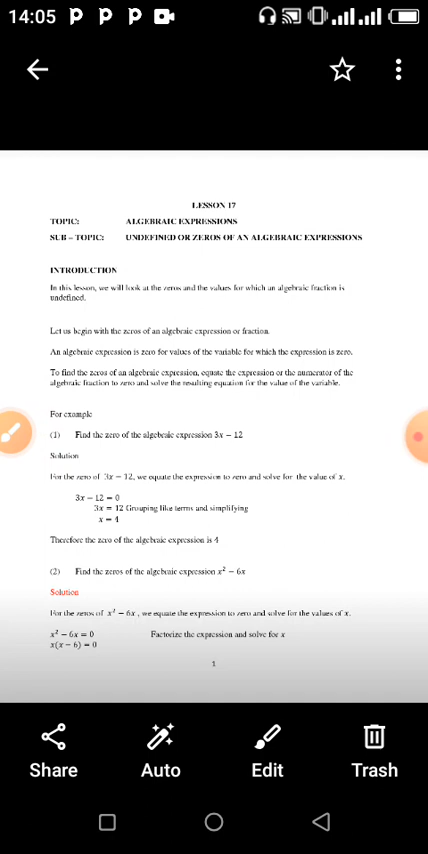 14:05
LESSON 17
TOPIC: ALGEBRAIC EXPRESSIONS
SUB – TOPIC: UNDEFINED OR ZEROS OF AN ALGEBRAIC EXPRESSIONS
INTRODUCTION
In this lesson, we will look at the zeros and the values for which an algebraic fraction is
undefined.
Let us begin with the zeros of an algebraic expression or fraction.
An algebraic expression is zero for values of the variable for which the expression is zero.
To find the zeros of an algebraic expression, equate the expression or the numerator of the
algebraic fraction to zero and solve the resulting equation for the value of the variable.
For example
(1) Find the zero of the algebraic expression 3x − 12
Solution
For the zero of 3x − 12, we equate the expression to zero and solve for the value of x.
3x − 12 = 0
3x = 12 Grouping like terms and simplifying
x = 4
Therefore the zero of the algebraic expression is 4
(2) Find the zeros of the algebraic expression x² − 6x
Solution
For the zeros of x² − 6x , we equate the expression to zero and solve for the values of x.
x² − 6x = 0 Factorize the expression and solve for x
x(x − 6) = 0
1
Share Auto Edit Trash